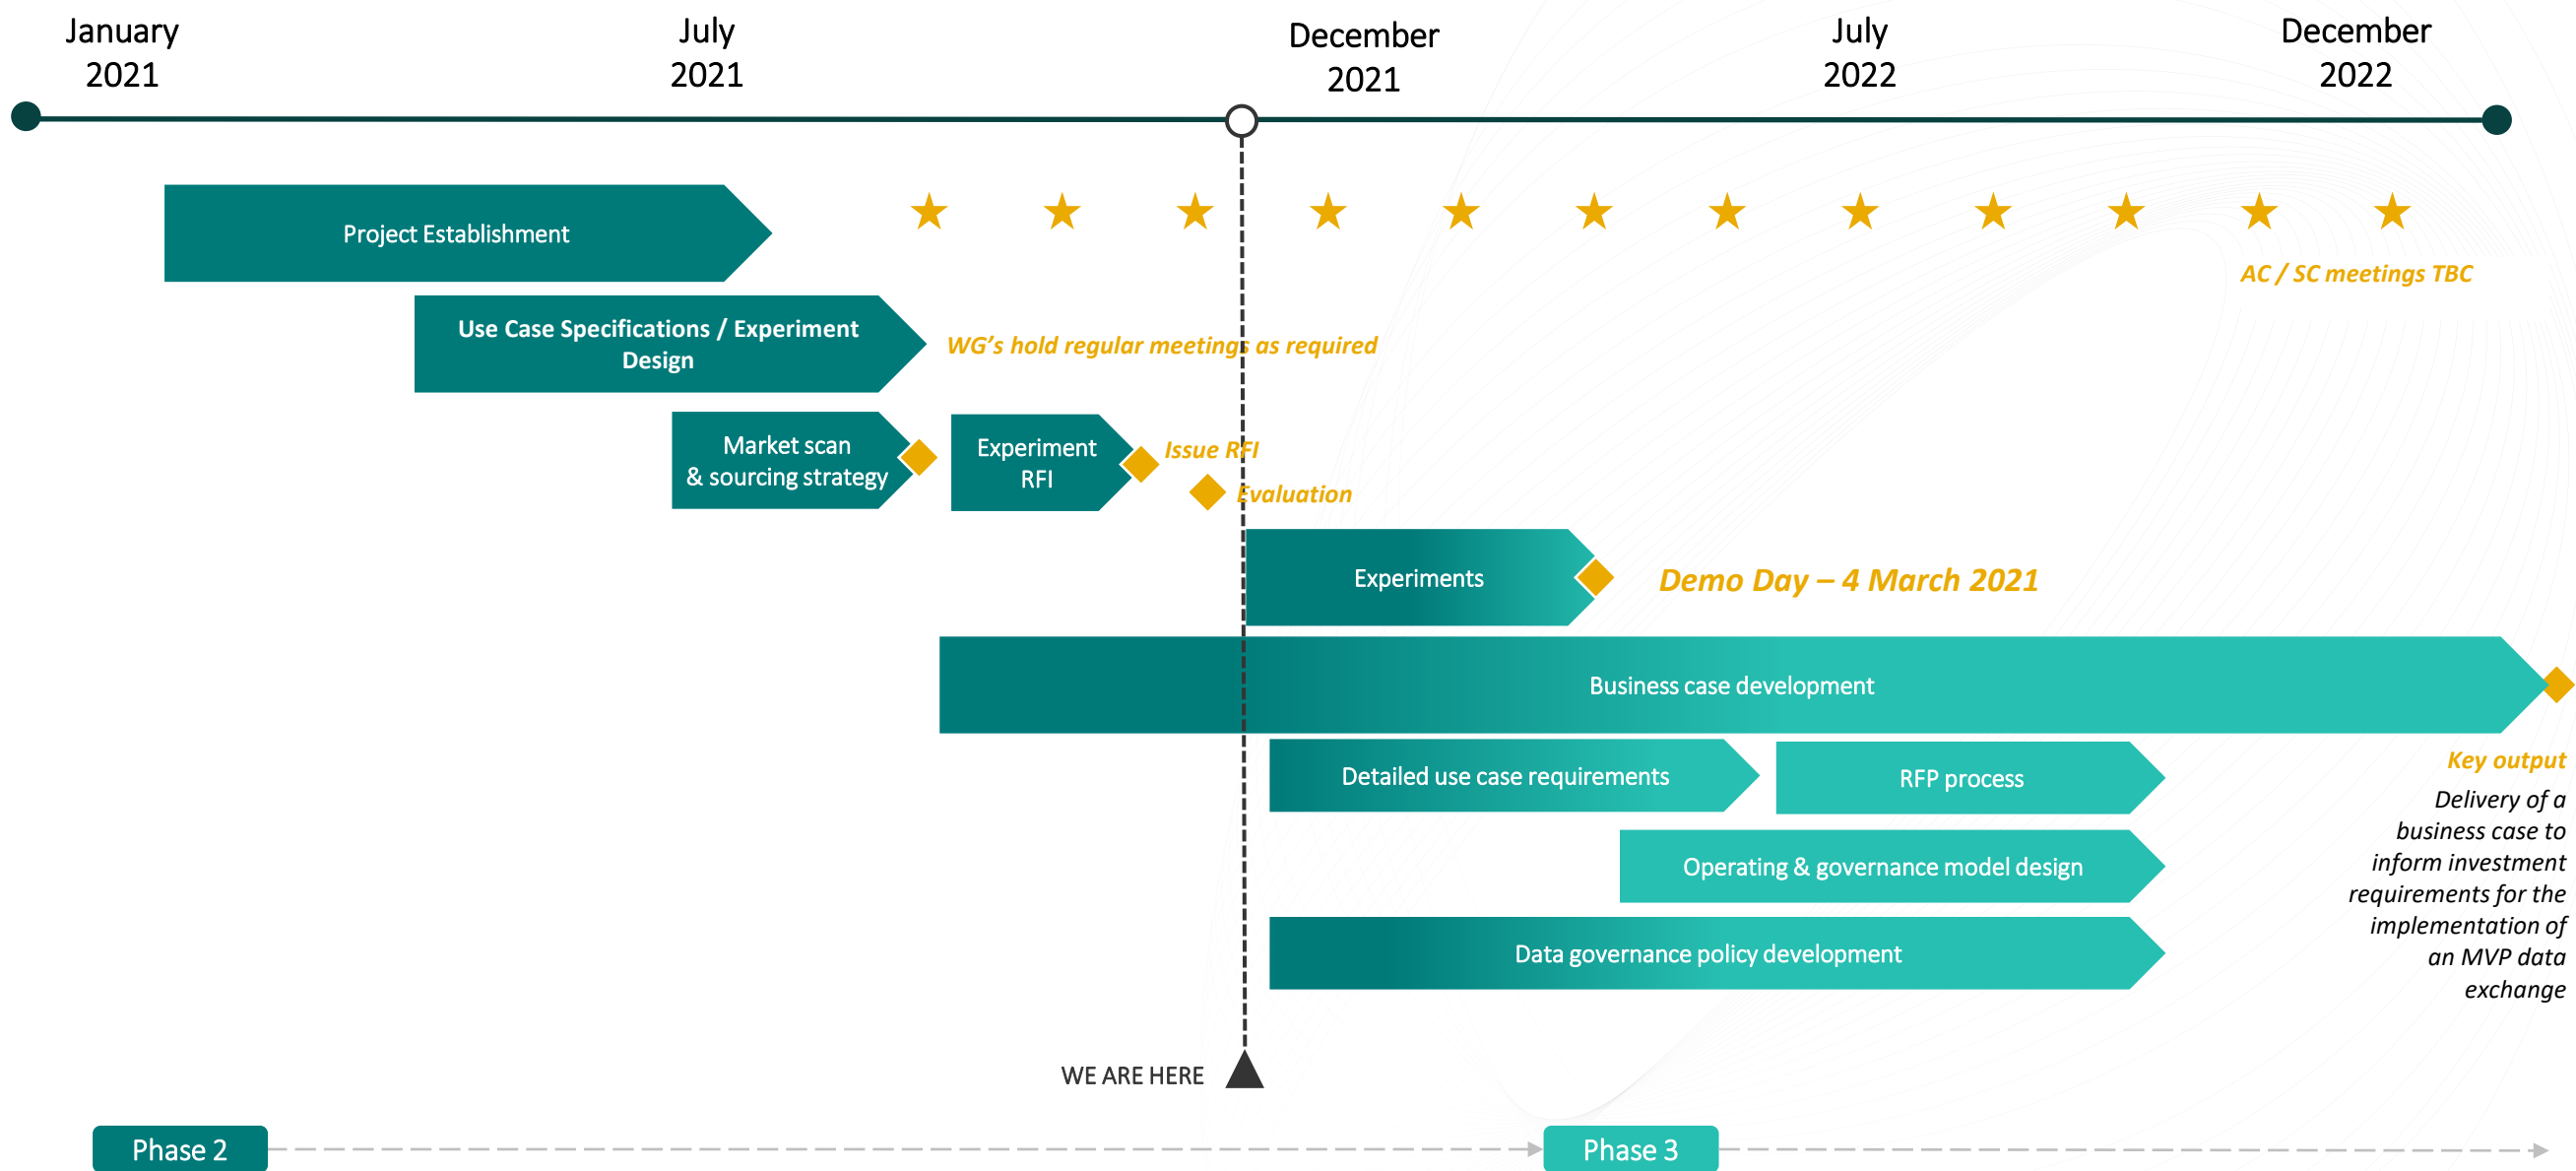 January
2021
July
2021
December
2021
July
2022
December
2022
Project Establishment
AC / SC meetings TBC
Use Case Specifications / Experiment
Design
WG’s hold regular meetings as required
Market scan
& sourcing strategy
Experiment
RFI
Issue RFI
Evaluation
Experiments
Demo Day – 4 March 2021
Business case development
Detailed use case requirements
RFP process
Key output
Delivery of a
business case to
inform investment
requirements for the
implementation of
an MVP data
exchange
Operating & governance model design
Data governance policy development
WE ARE HERE
Phase 2
Phase 3